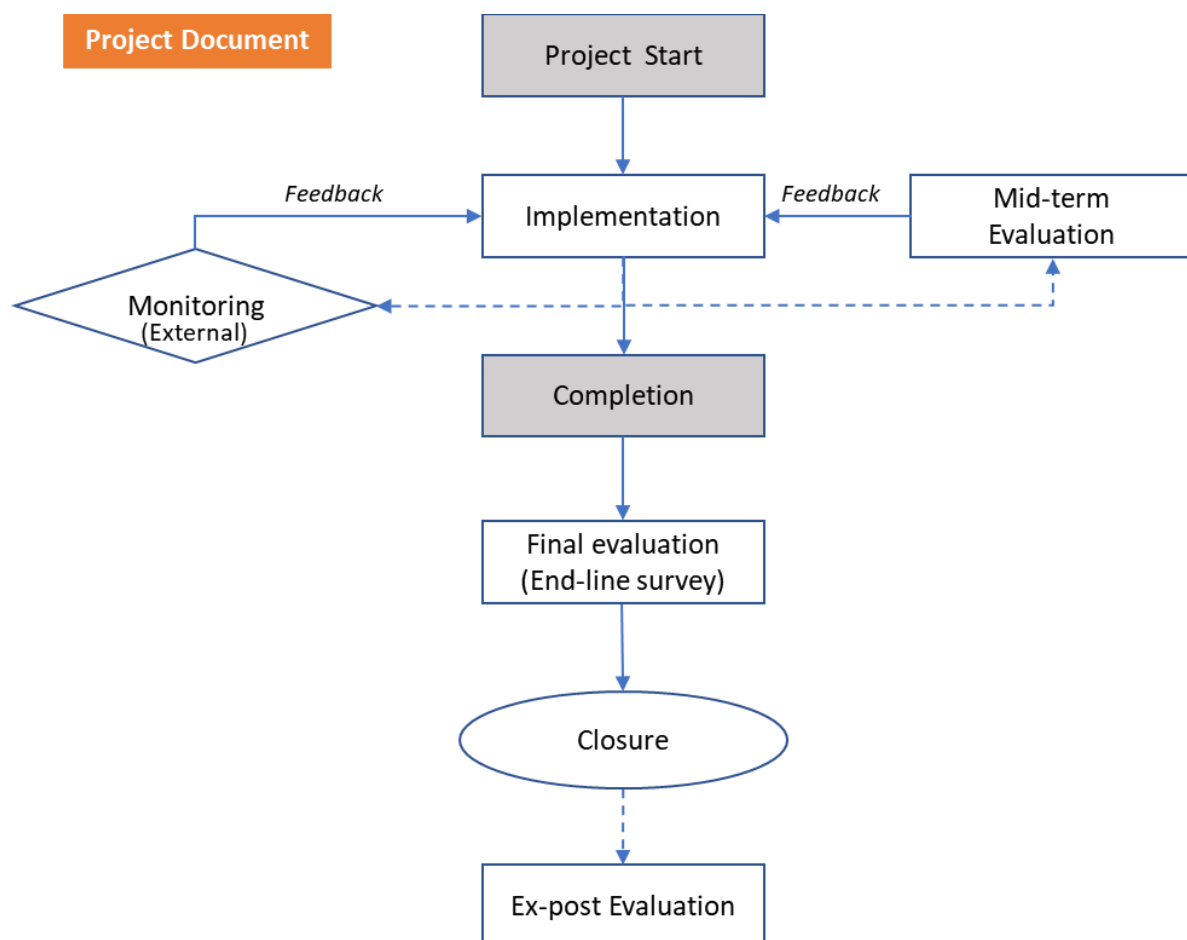 Project Document
Project Start
Feedback
Implementation
Feedback
Mid-term
Evaluation
Monitoring
(External)
Completion
Final evaluation
(End-line survey)
Closure
Ex-post Evaluation